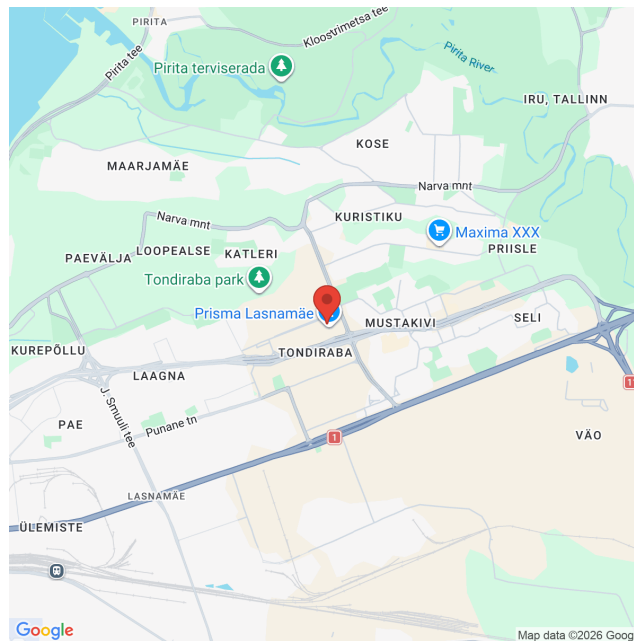 PIRITA
Kloostrimetsa tee
Pirita tee
Pirita terviserada
Pirita River
IRU, TALLINN
KOSE
MAARJAMÄE
Narva mnt
Narva mnt
KURISTIKU
Maxima XXX
PRIISLE
LOOPEALSE
KATLERI
PAEVÄLJA
Tondiraba park
Prisma Lasnamäe
MUSTAKIVI
SELI
KUREPÕLLU
TONDIRABA
LAAGNA
1
J. Smuuli tee
PAE
Punane tn
1
VÄO
LASNAMÄE
ÜLEMISTE
Google
Map data ©2026 Goog